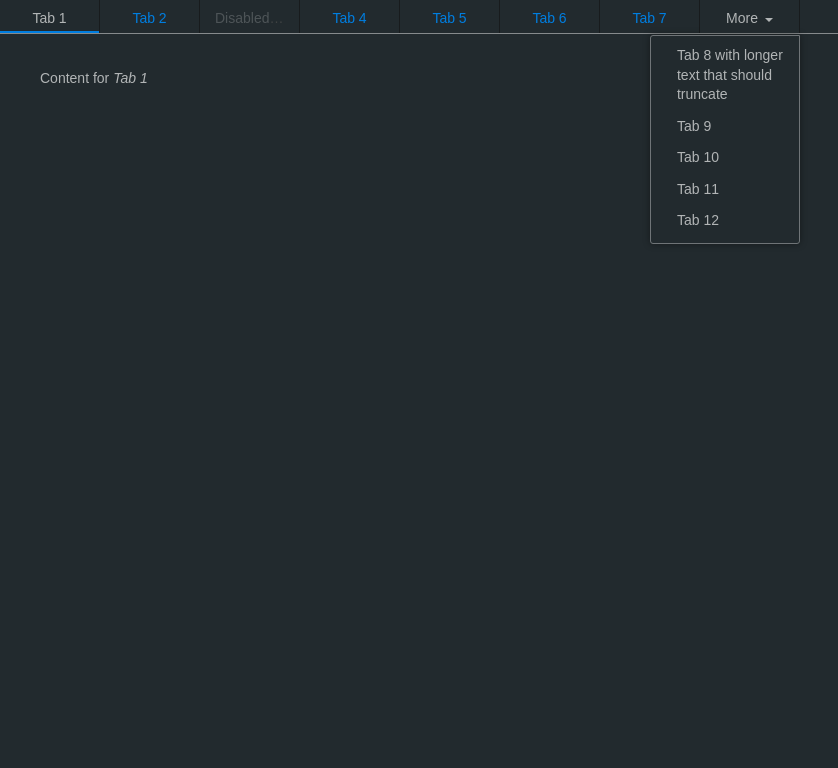 Tab 1 Tab 2 Disabled… Tab 4 Tab 5 Tab 6 Tab 7 More
Content for Tab 1
Tab 8 with longer
text that should
truncate
Tab 9
Tab 10
Tab 11
Tab 12